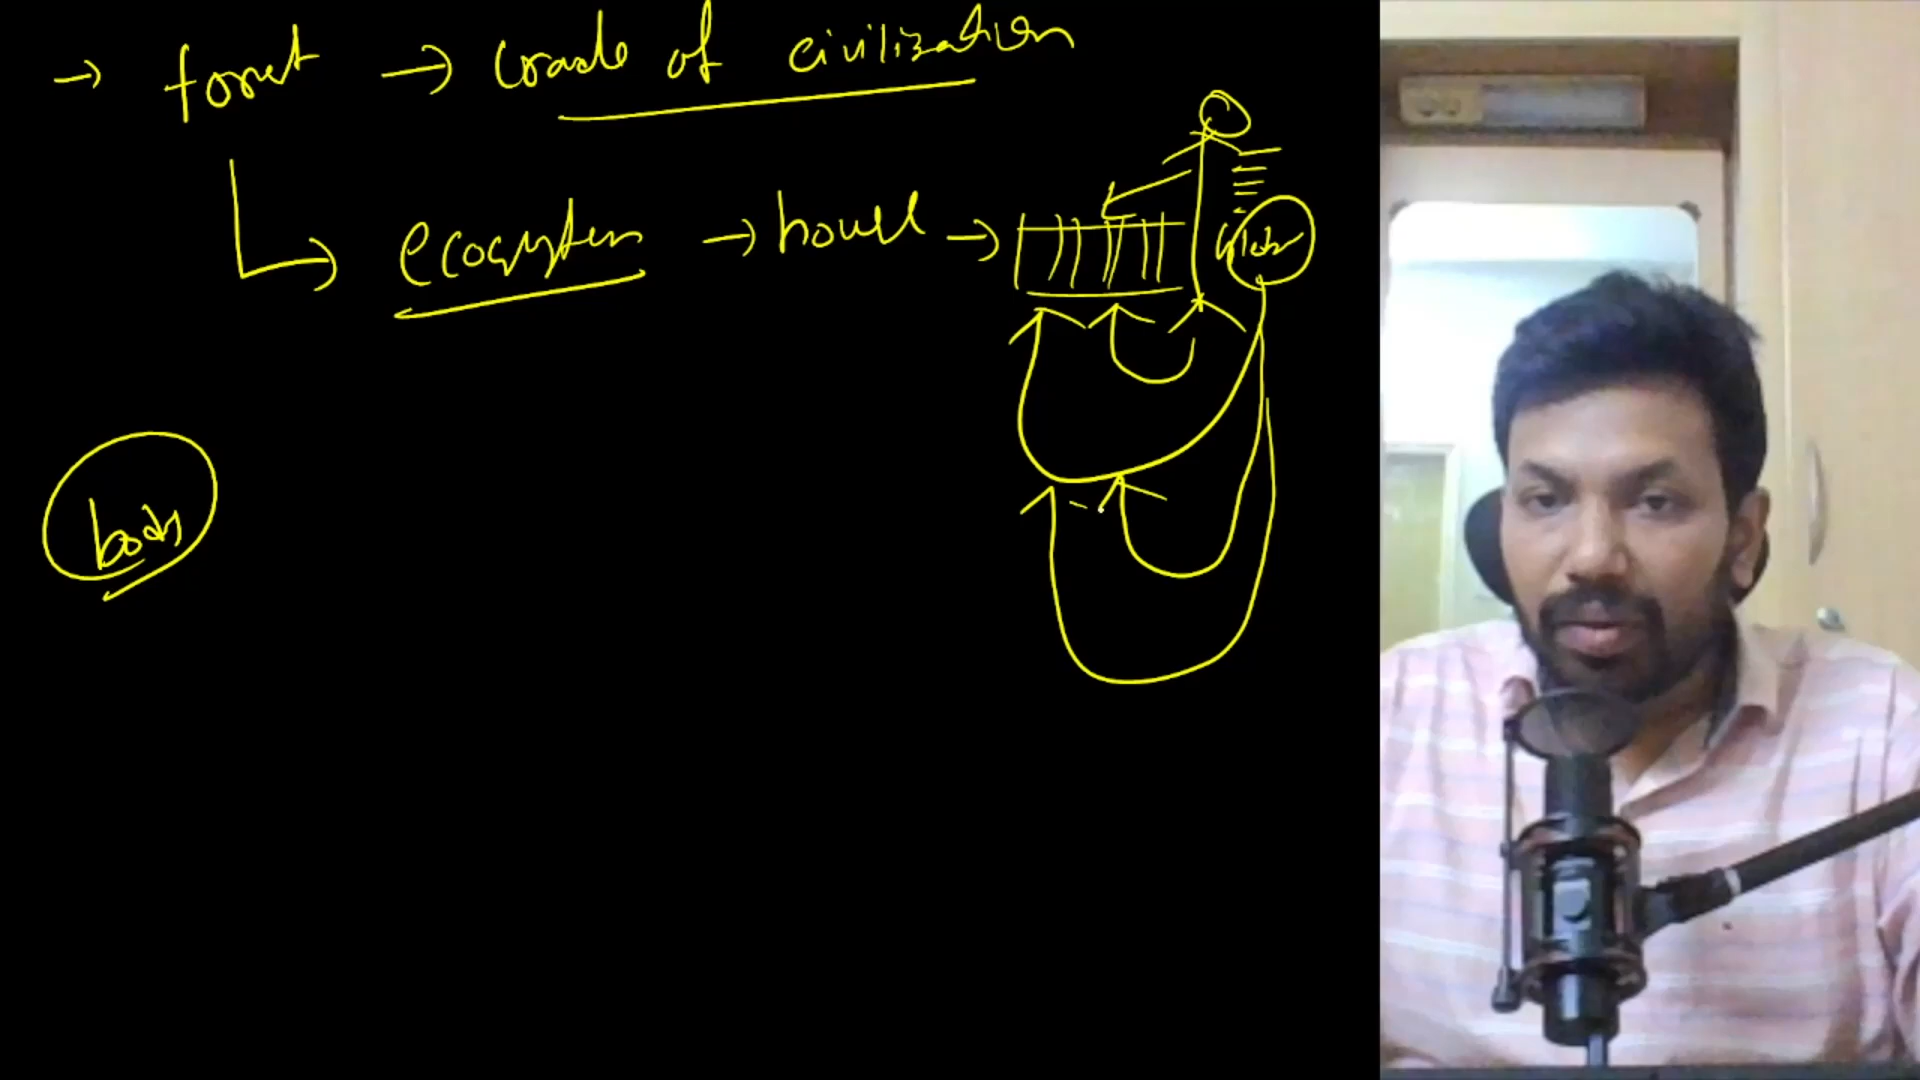 → forest → cradle of civilization
→ ecosystem → house →
body